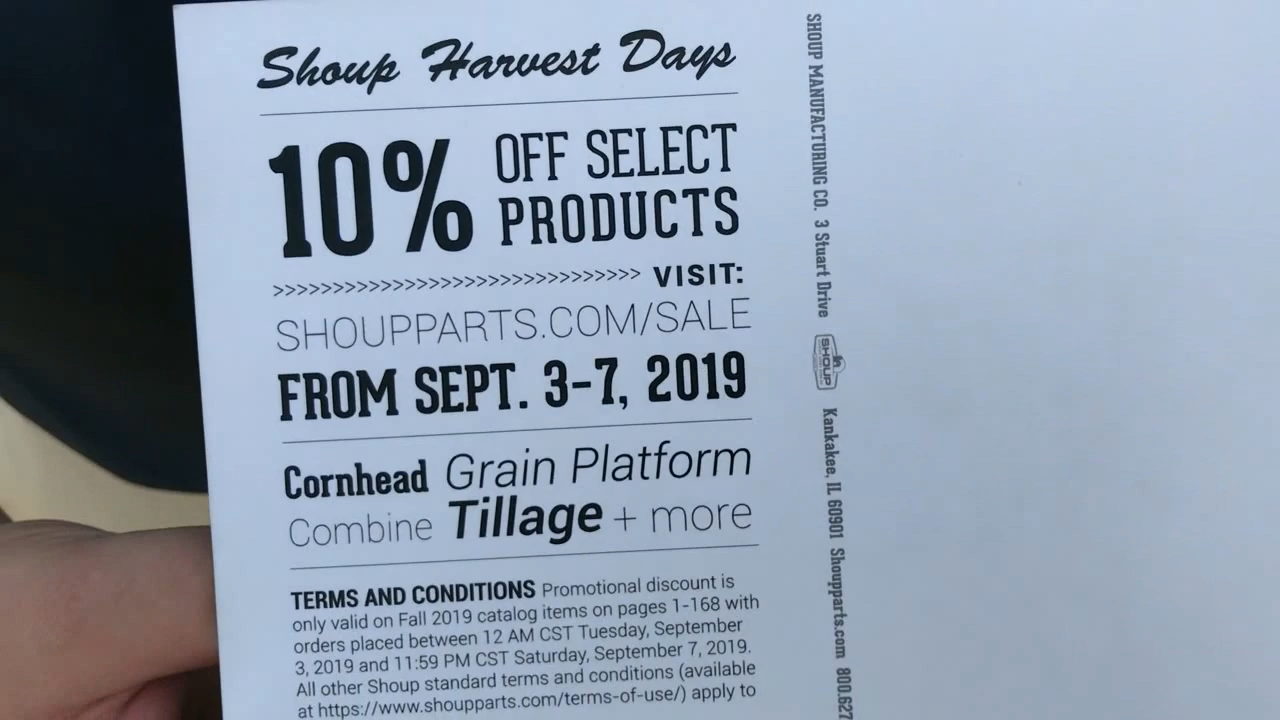 Shoup Harvest Days
10% OFF SELECT
PRODUCTS
>>>>>>>>>>>>>>>>>>>>>>>>>>>>>> VISIT:
SHOUPPARTS.COM/SALE
FROM SEPT. 3-7, 2019
Cornhead Grain Platform
Combine Tillage + more
TERMS AND CONDITIONS Promotional discount is
only valid on Fall 2019 catalog items on pages 1-168 with
orders placed between 12 AM CST Tuesday, September
3, 2019 and 11:59 PM CST Saturday, September 7, 2019.
All other Shoup standard terms and conditions (available
at https://www.shoupparts.com/terms-of-use/) apply to
SHOUP MANUFACTURING CO. 3 Stuart Drive SHOUP Kankakee, IL 60901 Shoupparts.com 800.627